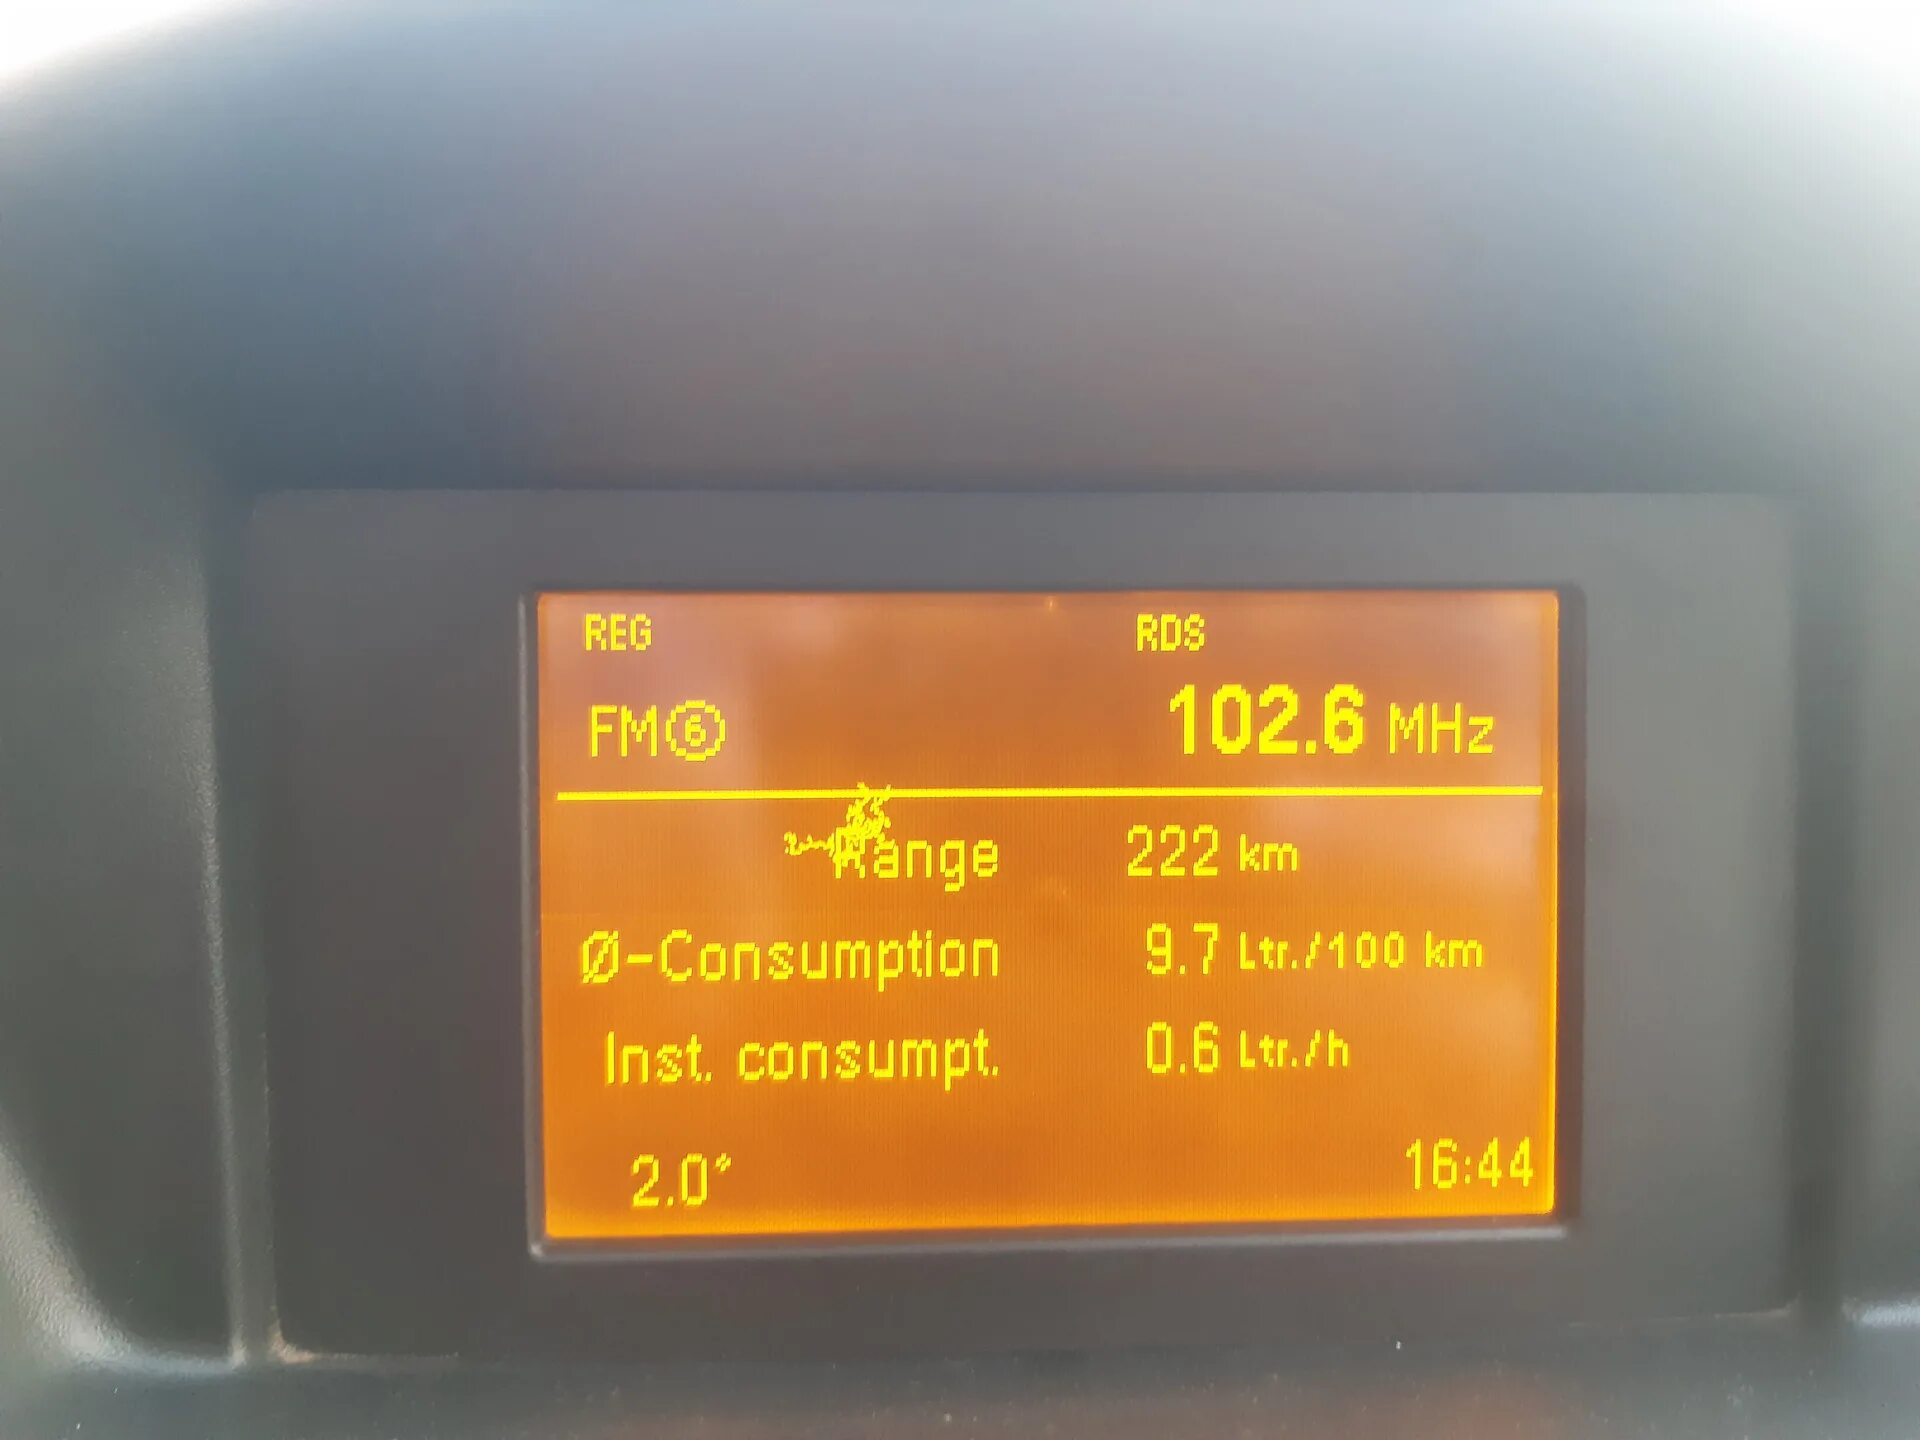 REG RDS
FM⑥ 102.6 MHz
Range 222 km
Ø-Consumption 9.7 Ltr./100 km
Inst. consumpt. 0.6 Ltr./h
2.0° 16:44